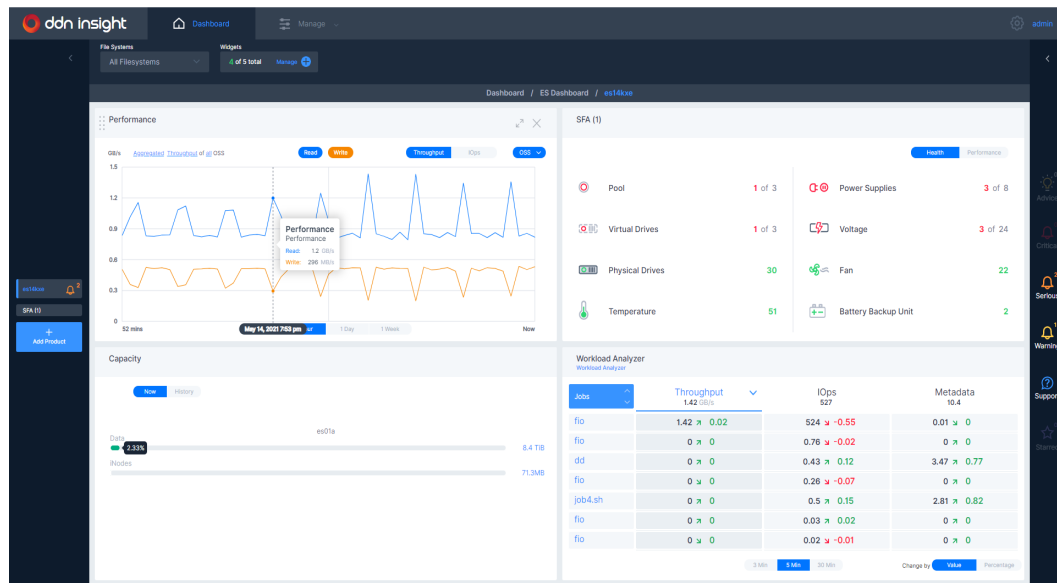 ddn insight
Dashboard
Manage
admin
File Systems
All Filesystems
Widgets
4 of 5 total Manage
Dashboard / ES Dashboard / es14kxe
es14kxe 2
SFA (1)
Add Product
Performance
GB/s Aggregated Throughput of all OSS
Read Write
Throughput IOps
OSS
1.5
1.2
0.9
0.6
0.3
0
Performance
Performance
Read: 1.2 GB/s
Write: 296 MB/s
52 mins
May 14, 2021 7:53 pm
1 Day
1 Week
Now
SFA (1)
Health Performance
Pool 1 of 3
Power Supplies 3 of 8
Virtual Drives 1 of 3
Voltage 3 of 24
Physical Drives 30
Fan 22
Temperature 51
Battery Backup Unit 2
Capacity
Now History
es01a
Data
2.33%
8.4 TIB
INodes
71.3MB
Workload Analyzer
Workload Analyzer
Jobs
Throughput
1.42 GB/s
IOps
527
Metadata
10.4
fio 1.42 0.02 524 -0.55 0.01 0
fio 0 0 0.76 -0.02 0 0
dd 0 0 0.43 0.12 3.47 0.77
fio 0 0 0.26 -0.07 0 0
job4.sh 0 0 0.5 0.15 2.81 0.82
fio 0 0 0.03 0.02 0 0
fio 0 0 0.02 -0.01 0 0
5 Min 30 Min
Change by Value Percentage
Serious